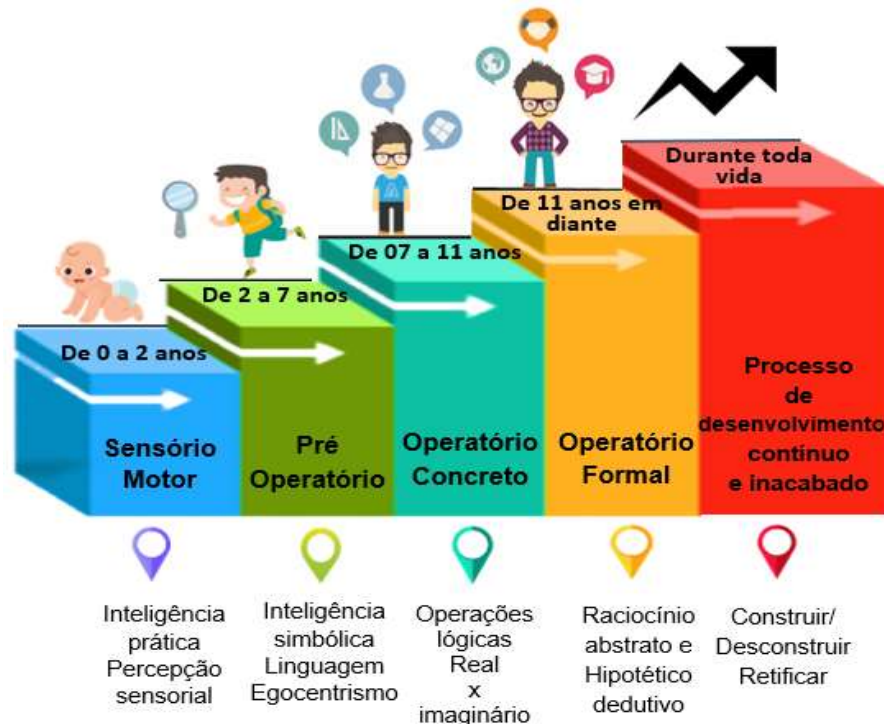 De 0 a 2 anos
Sensório
Motor
Inteligência
prática
Percepção
sensorial
De 2 a 7 anos
Pré
Operatório
Inteligência
simbólica
Linguagem
Egocentrismo
De 07 a 11 anos
Operatório
Concreto
Operações
lógicas
Real
x
imaginário
De 11 anos em
diante
Operatório
Formal
Raciocínio
abstrato e
Hipotético
dedutivo
Durante toda
vida
Processo
de
desenvolvimento
contínuo
e inacabado
Construir/
Desconstruir
Retificar